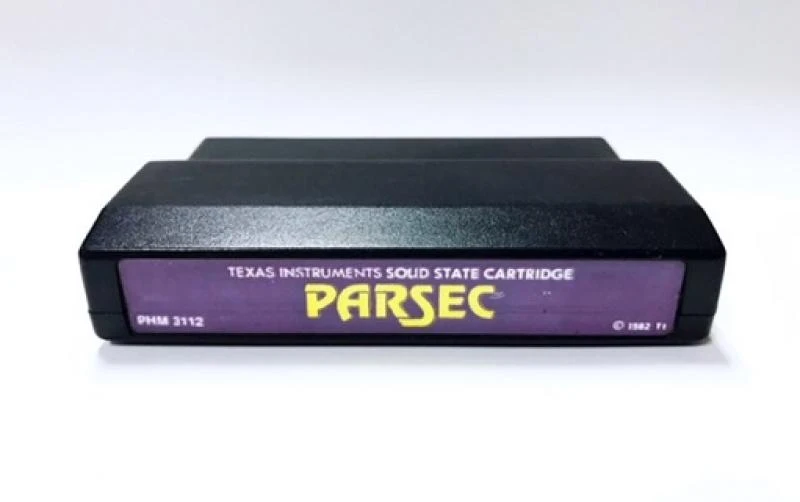 TEXAS INSTRUMENTS SOLID STATE CARTRIDGE
PARSEC
PHM 3112
© 1982 TI